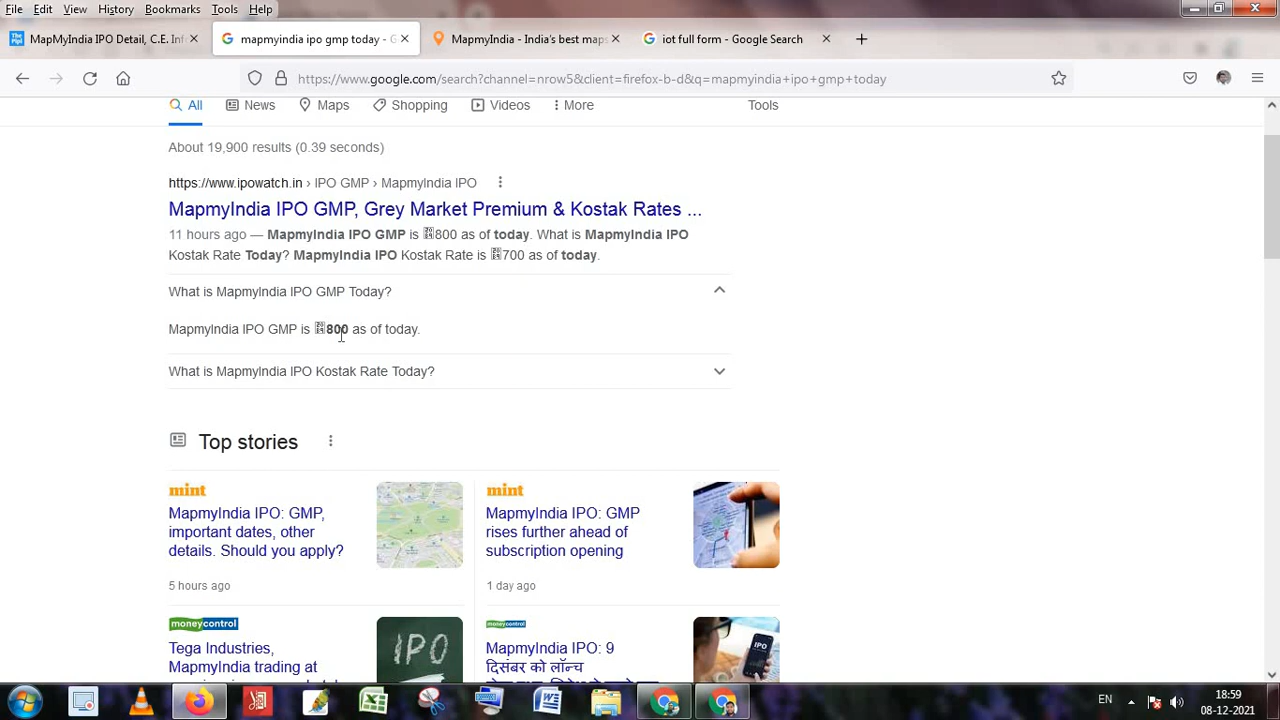 File Edit View History Bookmarks Tools Help
MapMyIndia IPO Detail, C.E. Info
mapmyindia ipo gmp today - G
MapmyIndia - India's best maps
iot full form - Google Search
https://www.google.com/search?channel=nrow5&client=firefox-b-d&q=mapmyindia+ipo+gmp+today
All News Maps Shopping Videos More Tools
About 19,900 results (0.39 seconds)
https://www.ipowatch.in › IPO GMP › MapmyIndia IPO
MapmyIndia IPO GMP, Grey Market Premium & Kostak Rates ...
11 hours ago — MapmyIndia IPO GMP is 800 as of today. What is MapmyIndia IPO
Kostak Rate Today? MapmyIndia IPO Kostak Rate is 700 as of today.
What is MapmyIndia IPO GMP Today?
MapmyIndia IPO GMP is 800 as of today.
What is MapmyIndia IPO Kostak Rate Today?
Top stories
mint
MapmyIndia IPO: GMP,
important dates, other
details. Should you apply?
5 hours ago
mint
MapmyIndia IPO: GMP
rises further ahead of
subscription opening
1 day ago
moneycontrol
Tega Industries,
MapmyIndia trading at
IPO
moneycontrol
MapmyIndia IPO: 9
दिसंबर को लॉन्च
IPO
EN
18:59
08-12-2021